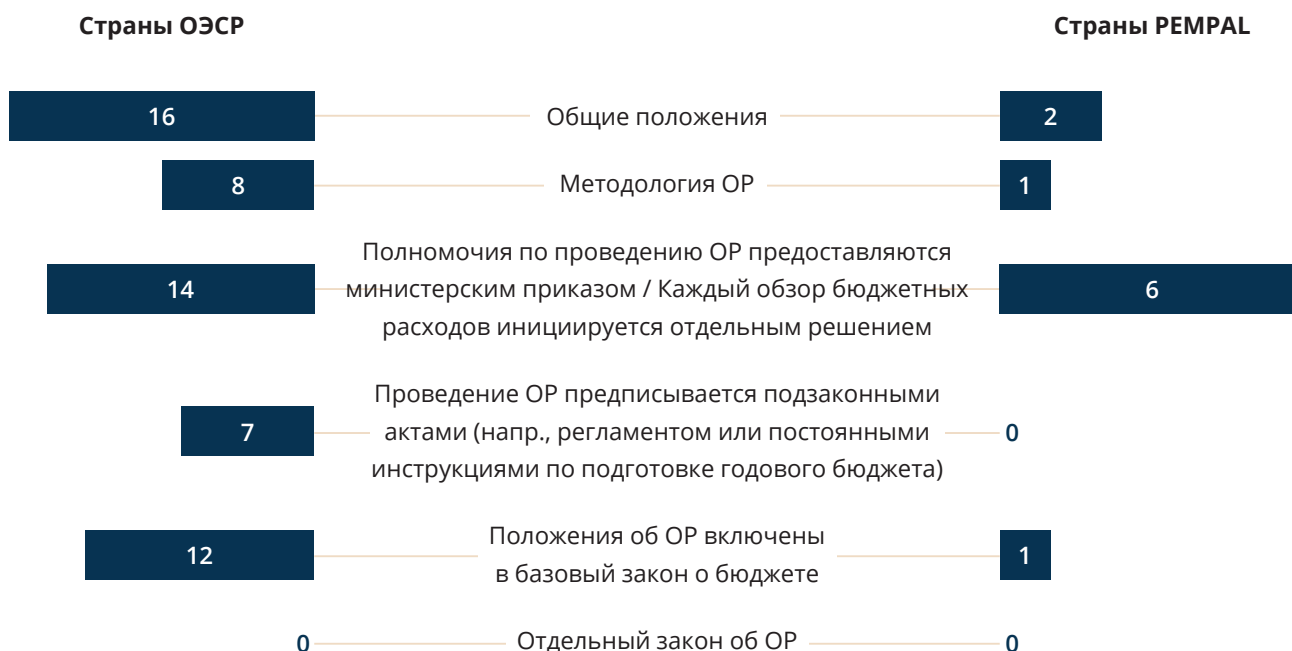 Страны ОЭСР
Страны PEMPAL
16
Общие положения
2
8
Методология ОР
1
Полномочия по проведению ОР предоставляются
14
министерским приказом / Каждый обзор бюджетных
6
расходов инициируется отдельным решением
Проведение ОР предписывается подзаконными
7
актами (напр., регламентом или постоянными
0
инструкциями по подготовке годового бюджета)
12
Положения об ОР включены
в базовый закон о бюджете
1
0
Отдельный закон об ОР
0